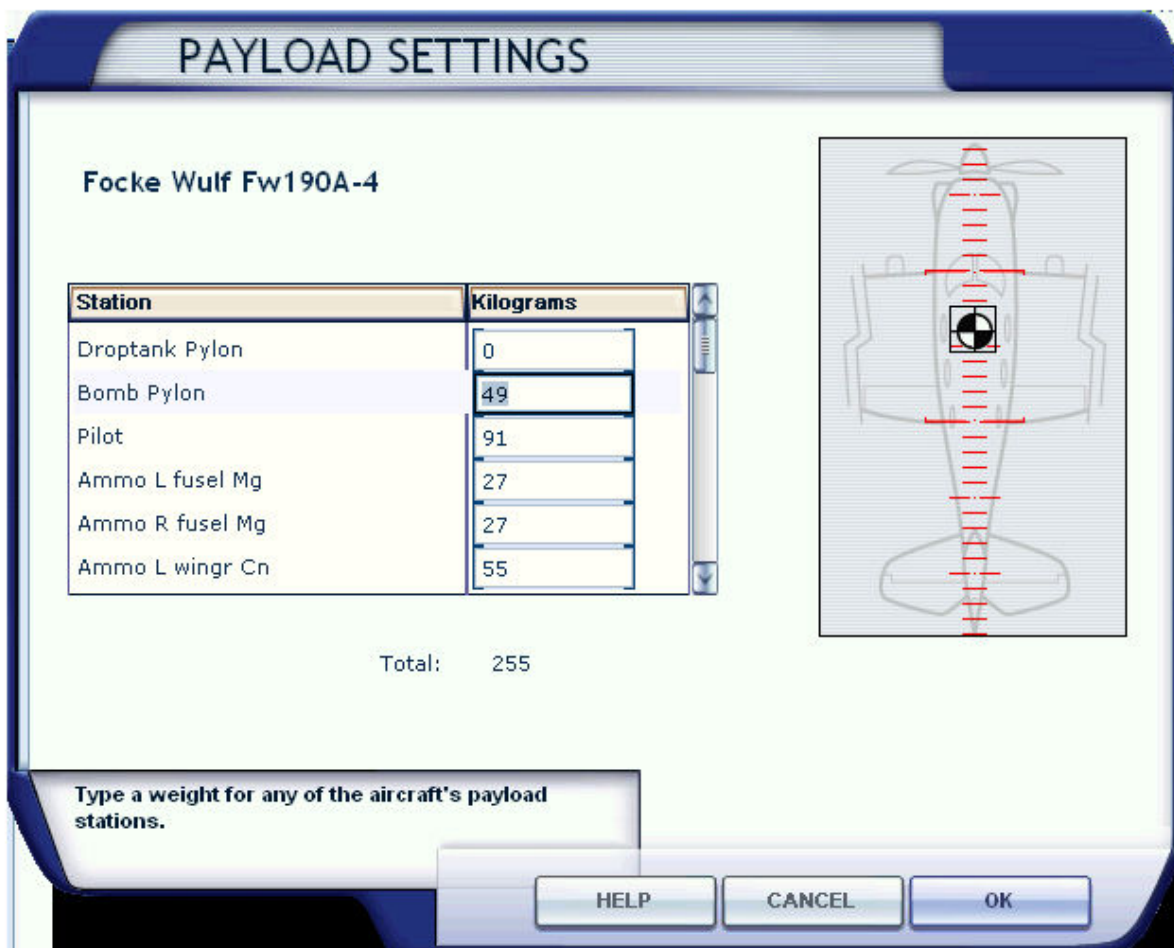 PAYLOAD SETTINGS
Focke Wulf Fw190A-4
Station Kilograms
Droptank Pylon 0
Bomb Pylon 49
Pilot 91
Ammo L fusel Mg 27
Ammo R fusel Mg 27
Ammo L wingr Cn 55
Total: 255
Type a weight for any of the aircraft's payload
stations.
HELP CANCEL OK